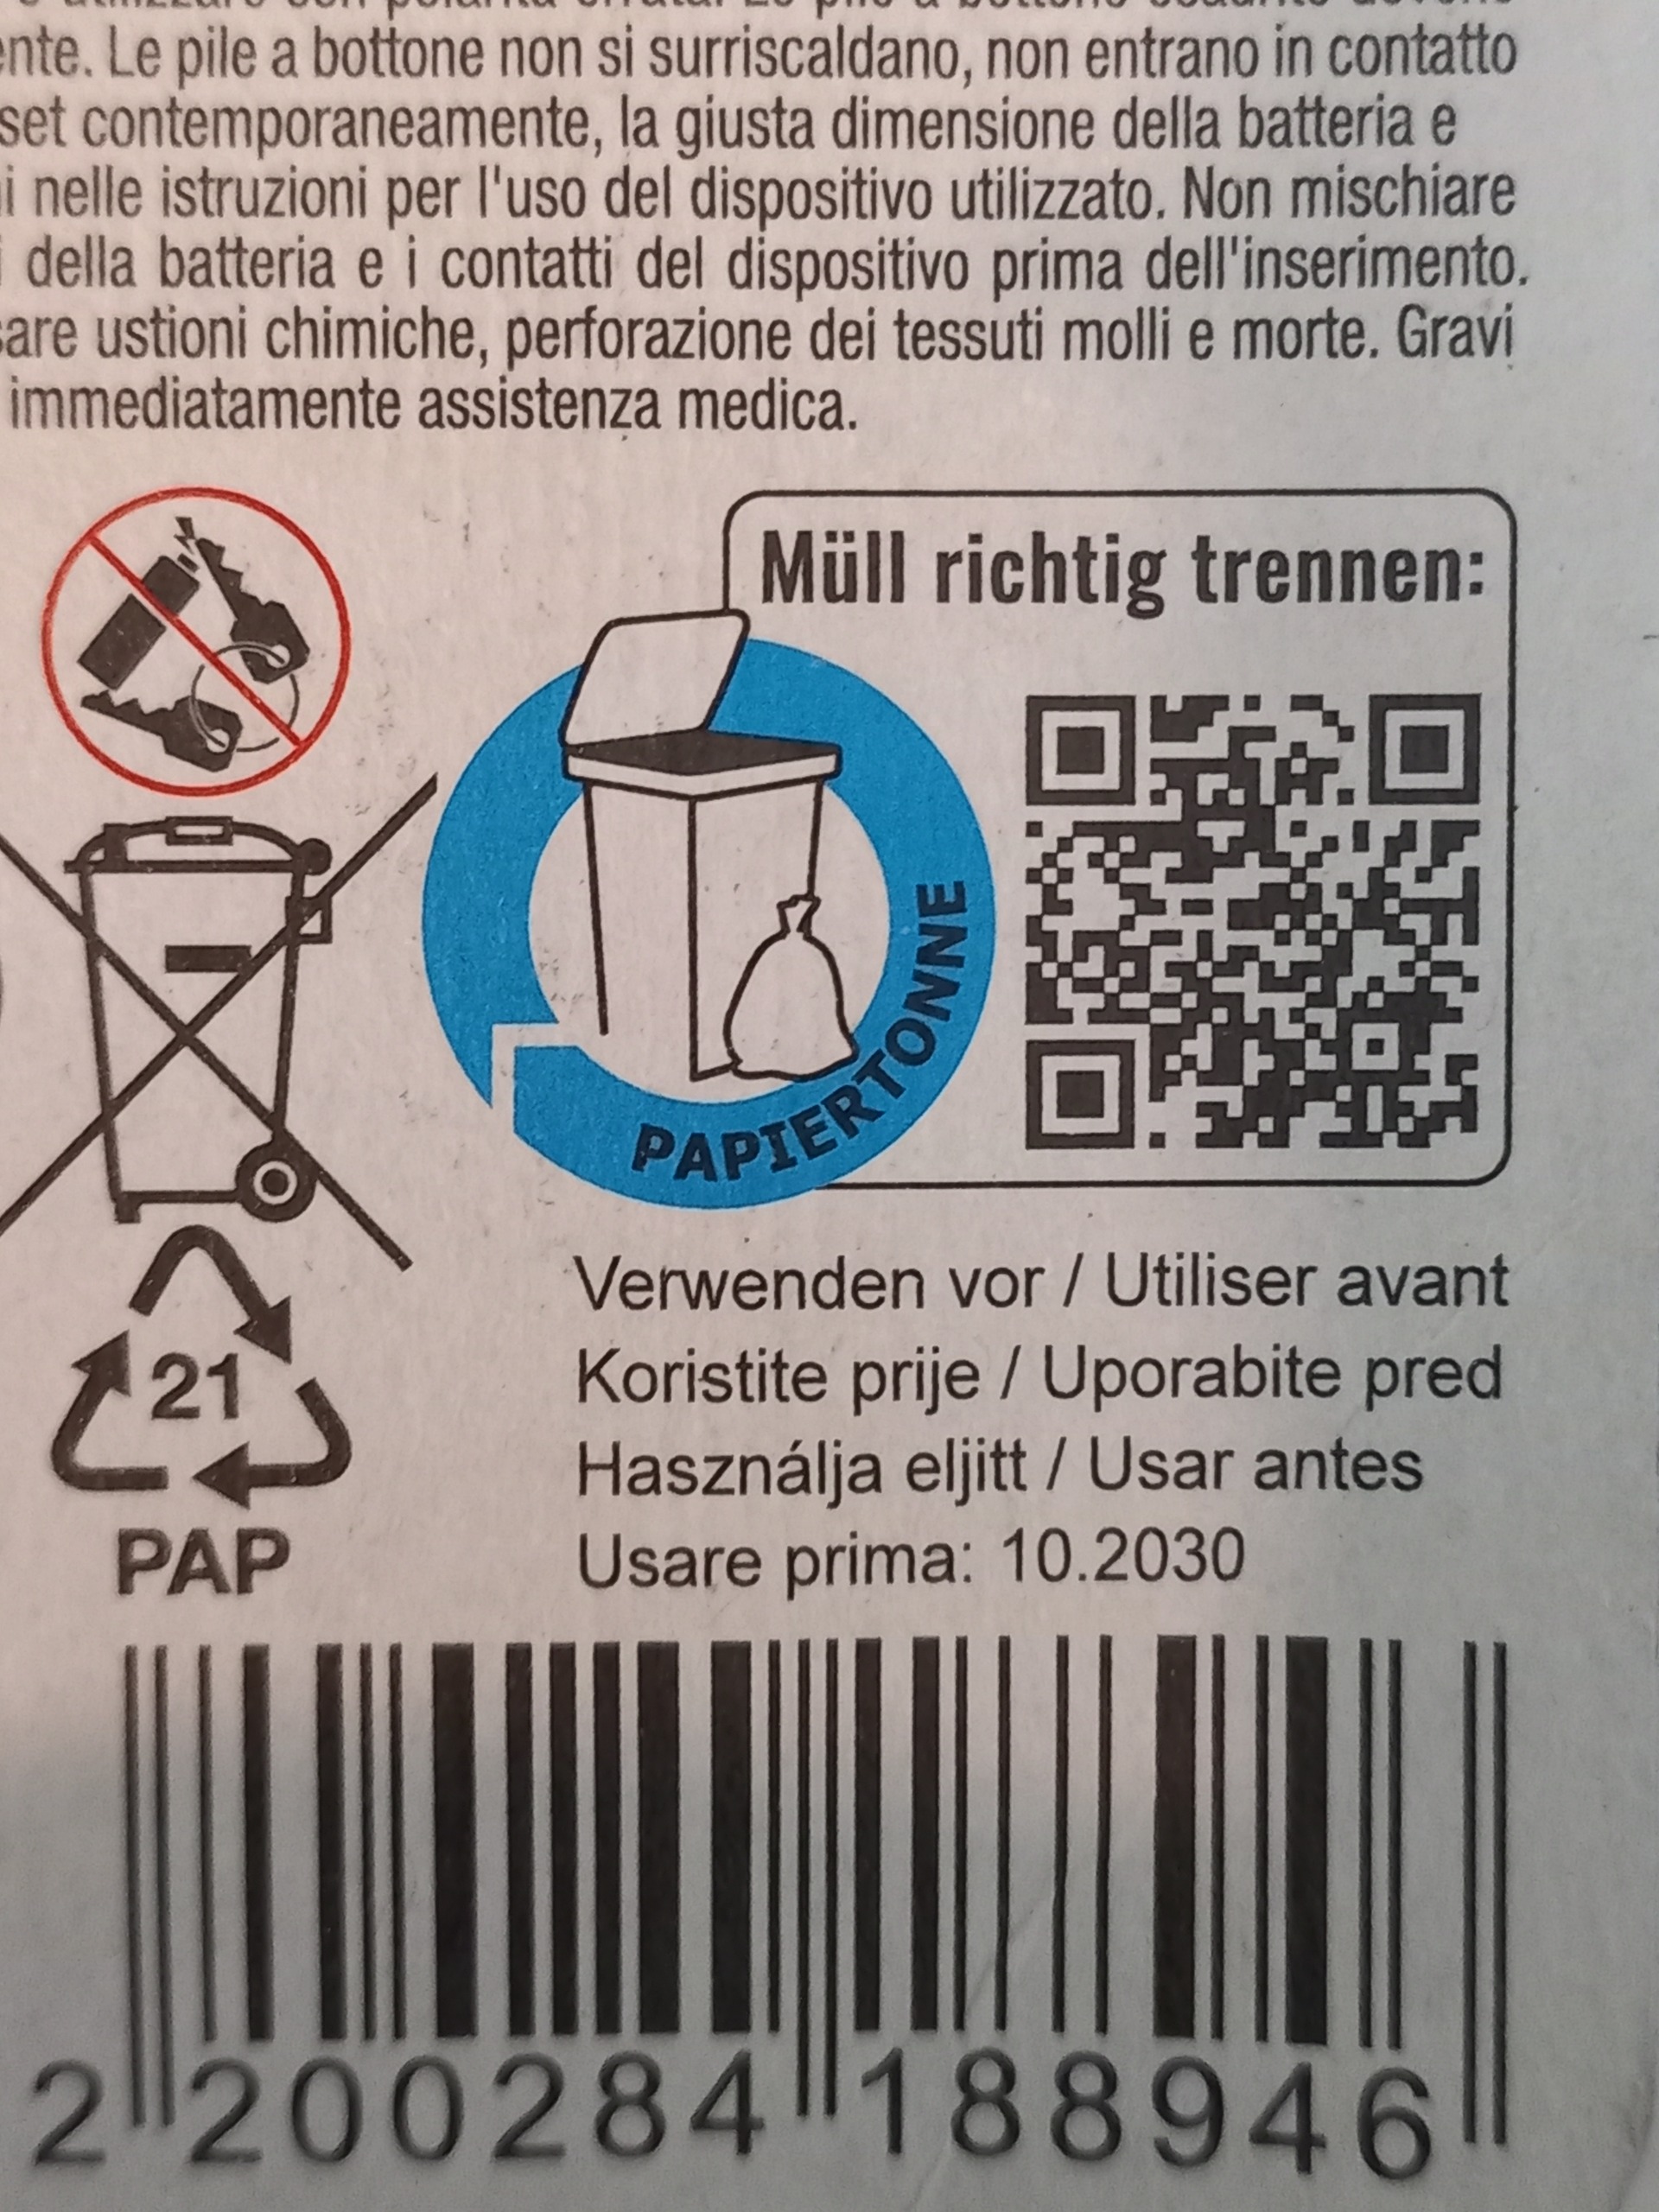 nte. Le pile a bottone non si surriscaldano, non entrano in contatto
set contemporaneamente, la giusta dimensione della batteria e
i nelle istruzioni per l'uso del dispositivo utilizzato. Non mischiare
della batteria e i contatti del dispositivo prima dell'inserimento.
are ustioni chimiche, perforazione dei tessuti molli e morte. Gravi
immediatamente assistenza medica.
Müll richtig trennen:
PAPIERTONNE
Verwenden vor / Utiliser avant
Koristite prije / Uporabite pred
Használja eljitt / Usar antes
Usare prima: 10.2030
21
PAP
2 200284 188946